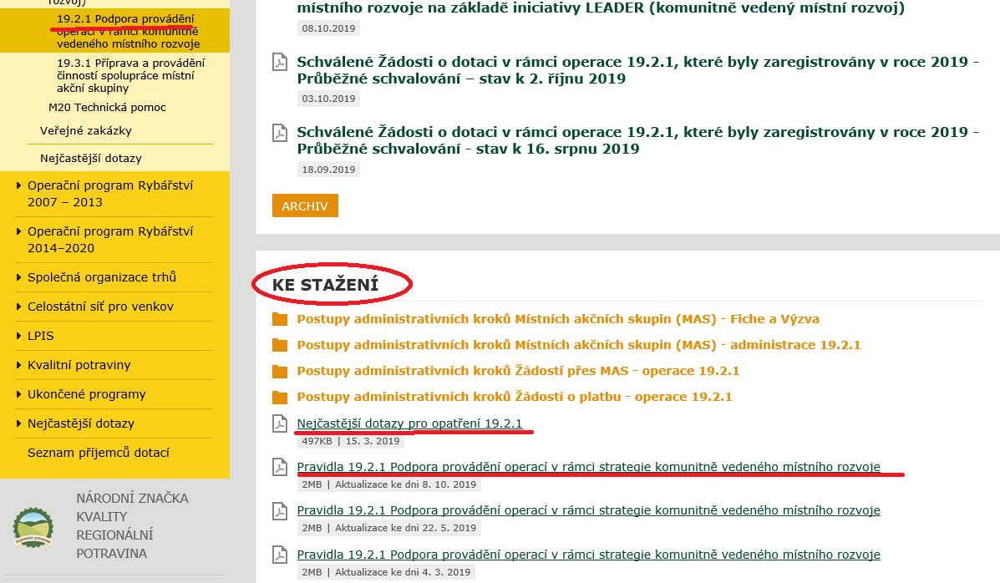 rozvoj)
19.2.1 Podpora provádění
operací v rámci komunitně
vedeného místního rozvoje
19.3.1 Příprava a provádění
činností spolupráce místní
akční skupiny
M20 Technická pomoc
Veřejné zakázky
Nejčastější dotazy
Operační program Rybářství
2007 – 2013
Operační program Rybářství
2014–2020
Společná organizace trhů
Celostátní síť pro venkov
LPIS
Kvalitní potraviny
Ukončené programy
Nejčastější dotazy
Seznam příjemců dotací
NÁRODNÍ ZNAČKA
KVALITY
REGIONÁLNÍ
POTRAVINA
místního rozvoje na základě iniciativy LEADER (komunitně vedený místní rozvoj)
08.10.2019
Schválené Žádosti o dotaci v rámci operace 19.2.1, které byly zaregistrovány v roce 2019 -
Průběžné schvalování – stav k 2. říjnu 2019
03.10.2019
Schválené Žádosti o dotaci v rámci operace 19.2.1, které byly zaregistrovány v roce 2019 -
Průběžné schvalování - stav k 16. srpnu 2019
18.09.2019
ARCHIV
KE STAŽENÍ
Postupy administrativních kroků Místních akčních skupin (MAS) - Fiche a Výzva
Postupy administrativních kroků Místních akčních skupin (MAS) - administrace 19.2.1
Postupy administrativních kroků Žádostí přes MAS - operace 19.2.1
Postupy administrativních kroků Žádostí o platbu - operace 19.2.1
Nejčastější dotazy pro opatření 19.2.1
497KB | 15. 3. 2019
Pravidla 19.2.1 Podpora provádění operací v rámci strategie komunitně vedeného místního rozvoje
2MB | Aktualizace ke dni 8. 10. 2019
Pravidla 19.2.1 Podpora provádění operací v rámci strategie komunitně vedeného místního rozvoje
2MB | Aktualizace ke dni 22. 5. 2019
Pravidla 19.2.1 Podpora provádění operací v rámci strategie komunitně vedeného místního rozvoje
2MB | Aktualizace ke dni 4. 3. 2019